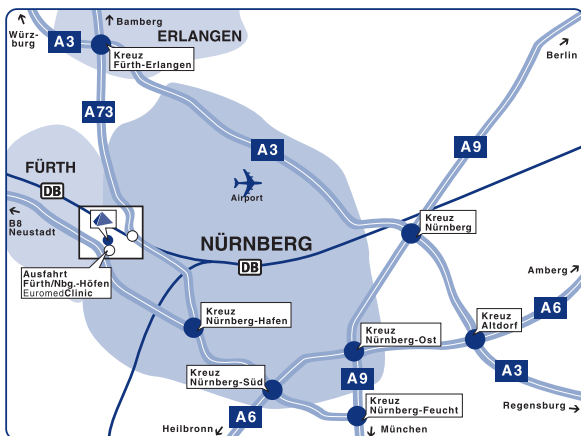 Würz-
burg
A3
Bamberg
ERLANGEN
Kreuz
Fürth-Erlangen
Berlin
A73
A3
A9
FÜRTH
DB
Airport
B8
Neustadt
NÜRNBERG
DB
Kreuz
Nürnberg
Ausfahrt
Fürth/Nbg.-Höfen
EuromedClinic
Amberg
Kreuz
Nürnberg-Hafen
Kreuz
Altdorf
A6
Kreuz
Nürnberg-Ost
Kreuz
Nürnberg-Süd
A9
A3
Kreuz
Nürnberg-Feucht
Regensburg
A6
Heilbronn
München